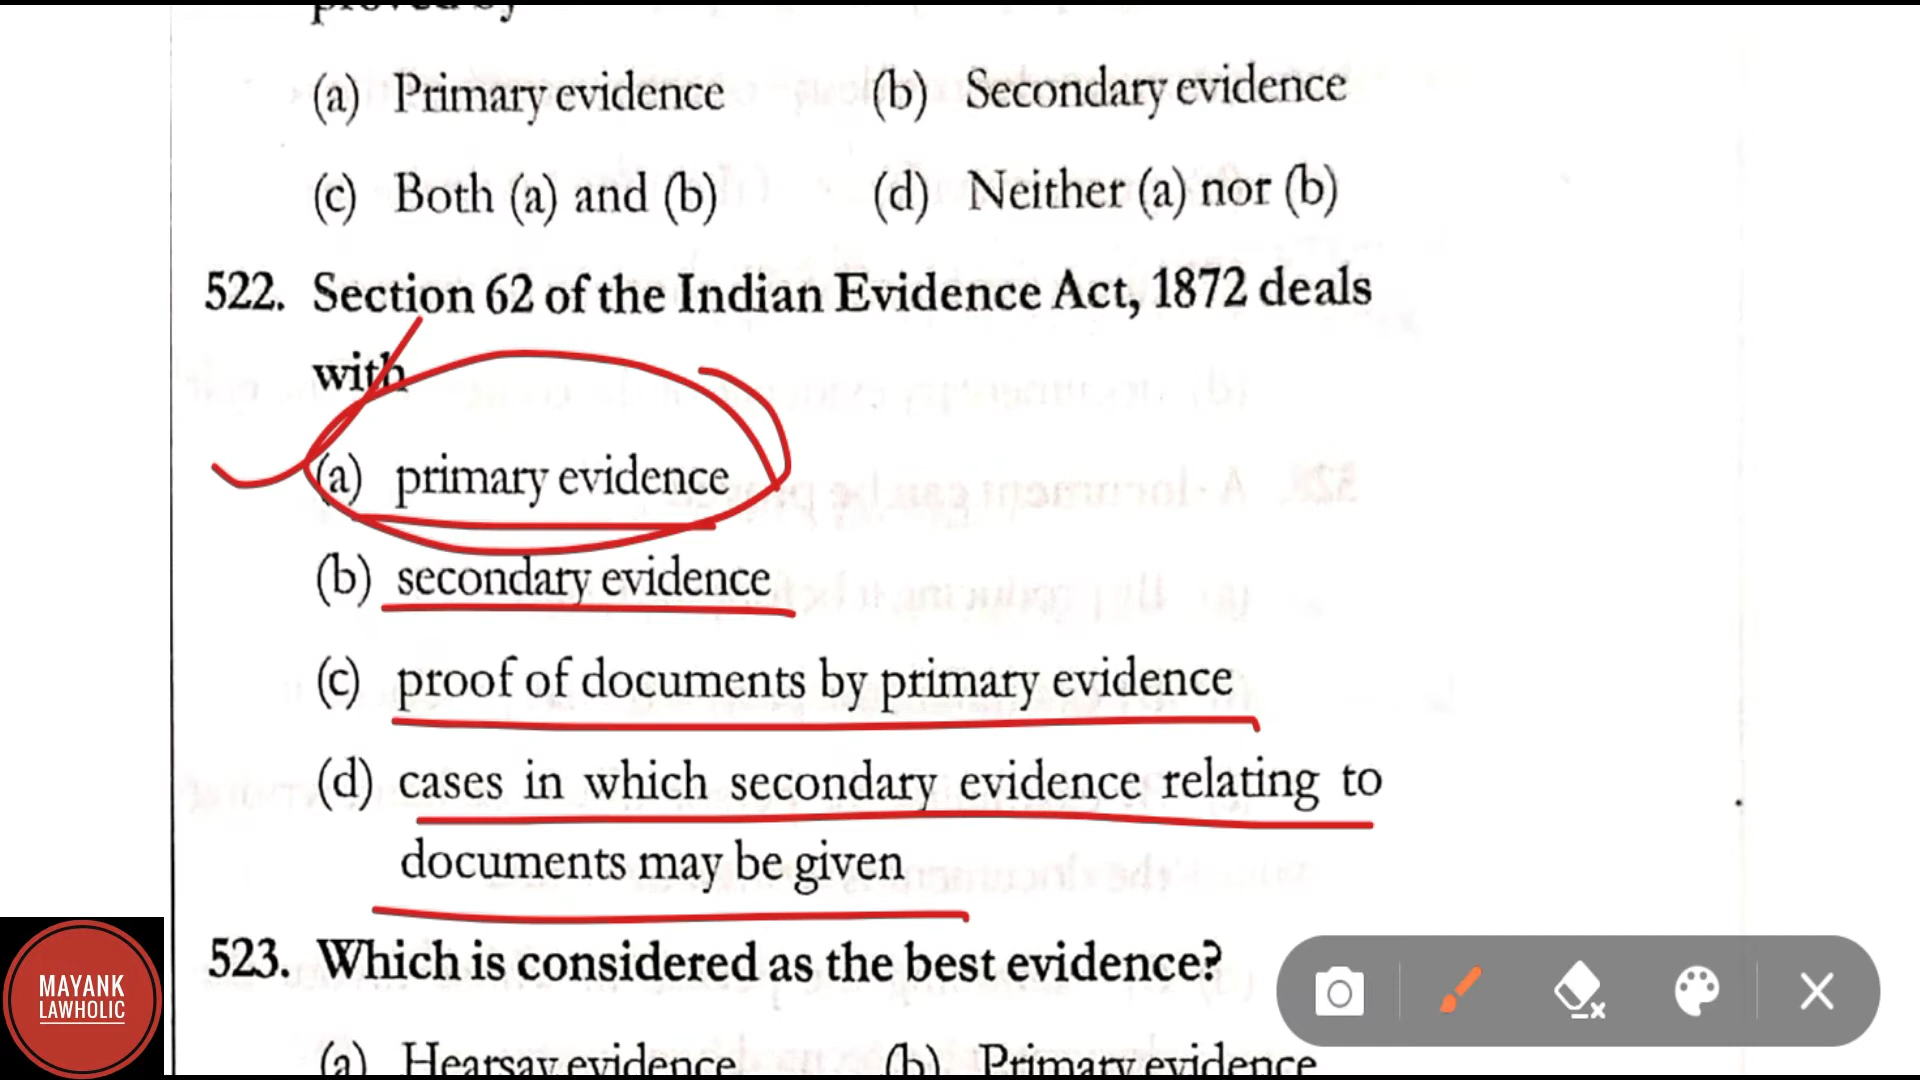 proved by
(a) Primary evidence (b) Secondary evidence
(c) Both (a) and (b) (d) Neither (a) nor (b)
522. Section 62 of the Indian Evidence Act, 1872 deals
with
(a) primary evidence
(b) secondary evidence
(c) proof of documents by primary evidence
(d) cases in which secondary evidence relating to
documents may be given
523. Which is considered as the best evidence?
(a) Hearsay evidence (b) Primary evidence
MAYANK
LAWHOLIC